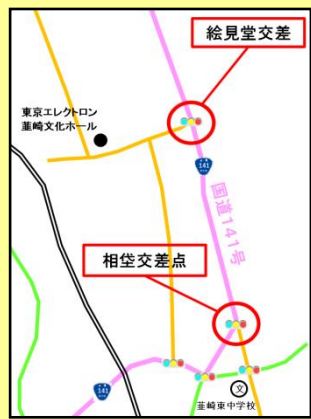 絵見堂交差
東京エレクトロン
韮崎文化ホール
141
国道141号
相垈交差点
141
文
韮崎東中学校